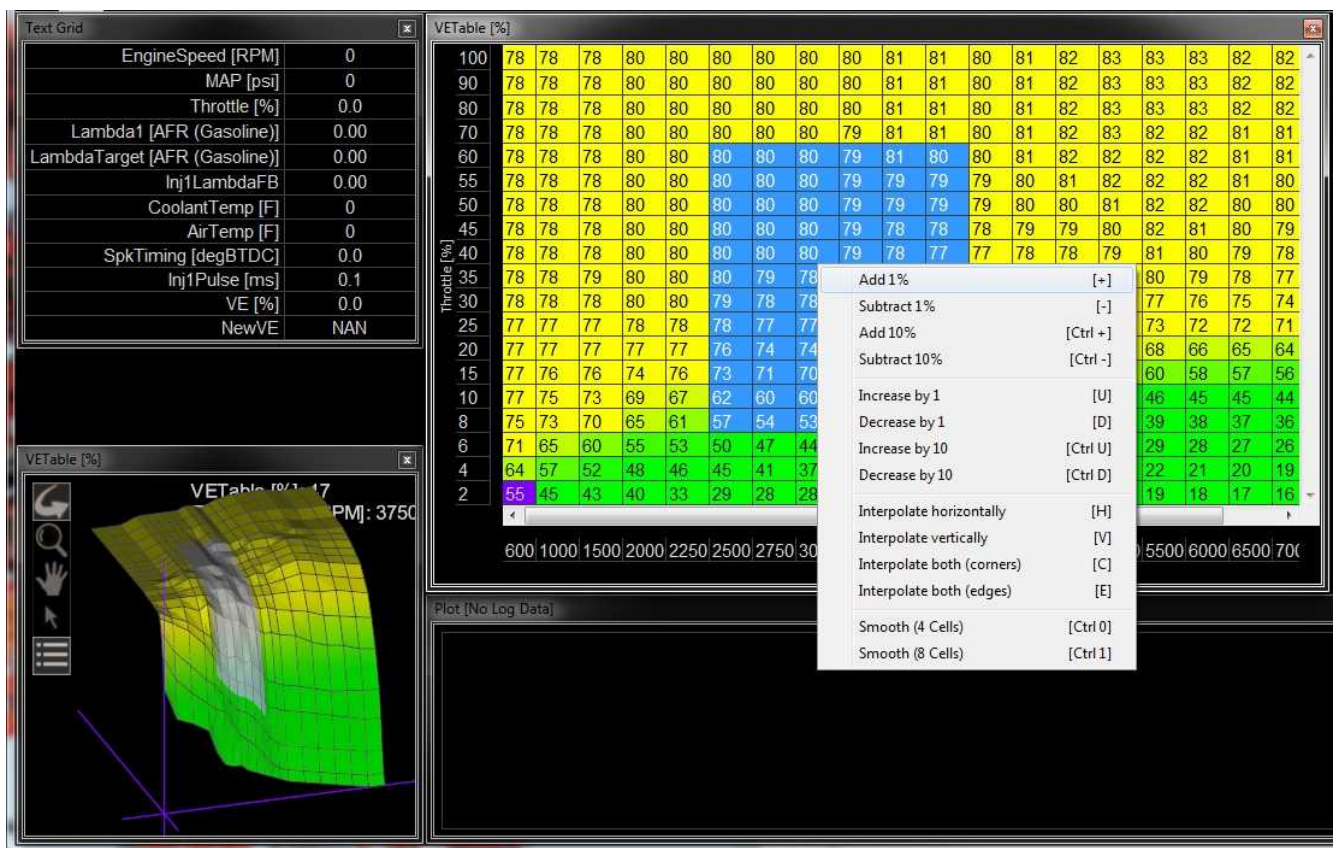 Text Grid
EngineSpeed [RPM] 0
MAP [psi] 0
Throttle [%] 0.0
Lambda1 [AFR (Gasoline)] 0.00
LambdaTarget [AFR (Gasoline)] 0.00
Inj1LambdaFB 0.00
CoolantTemp [F] 0
AirTemp [F] 0
SpkTiming [degBTDC] 0.0
Inj1Pulse [ms] 0.1
VE [%] 0.0
NewVE NAN
VETable [%]
VETable [%]: 17
PM]: 3750
VETable [%]
Throttle [%]
100 78 78 78 80 80 80 80 80 80 81 81 80 81 82 83 83 83 82 82
90 78 78 78 80 80 80 80 80 80 81 81 80 81 82 83 83 83 82 82
80 78 78 78 80 80 80 80 80 80 81 81 80 81 82 83 83 83 82 82
70 78 78 78 80 80 80 80 80 79 81 81 80 81 82 83 82 82 81 81
60 78 78 78 80 80 80 80 80 79 81 80 80 81 82 82 82 82 81 81
55 78 78 78 80 80 80 80 80 79 79 79 79 80 81 82 82 82 81 80
50 78 78 78 80 80 80 80 80 79 79 79 79 80 80 81 82 82 80 80
45 78 78 78 80 80 80 80 80 79 78 78 78 79 79 80 82 81 80 79
40 78 78 78 80 80 80 80 80 79 78 77 77 78 78 79 81 80 79 78
35 78 78 79 80 80 80 79 78 80 79 78 77
30 78 78 78 80 80 79 78 78 77 76 75 74
25 77 77 77 78 78 78 77 77 73 72 72 71
20 77 77 77 77 77 76 74 74 68 66 65 64
15 77 76 76 74 76 73 71 70 60 58 57 56
10 77 75 73 69 67 62 60 60 46 45 45 44
8 75 73 70 65 61 57 54 53 39 38 37 36
6 71 65 60 55 53 50 47 44 29 28 27 26
4 64 57 52 48 46 45 41 37 22 21 20 19
2 55 45 43 40 33 29 28 28 19 18 17 16
600 1000 1500 2000 2250 2500 2750 5500 6000 6500
Add 1% [+]
Subtract 1% [-]
Add 10% [Ctrl +]
Subtract 10% [Ctrl -]
Increase by 1 [U]
Decrease by 1 [D]
Increase by 10 [Ctrl U]
Decrease by 10 [Ctrl D]
Interpolate horizontally [H]
Interpolate vertically [V]
Interpolate both (corners) [C]
Interpolate both (edges) [E]
Smooth (4 Cells) [Ctrl 0]
Smooth (8 Cells) [Ctrl 1]
Plot [No Log Data]